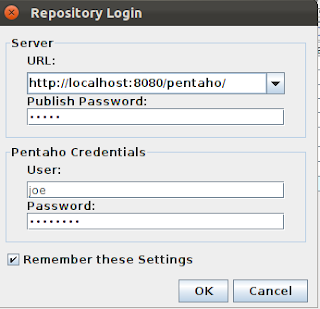 Repository Login
Server
URL:
http://localhost:8080/pentaho/
Publish Password:
•••••
Pentaho Credentials
User:
joe
Password:
••••••••
Remember these Settings
OK Cancel